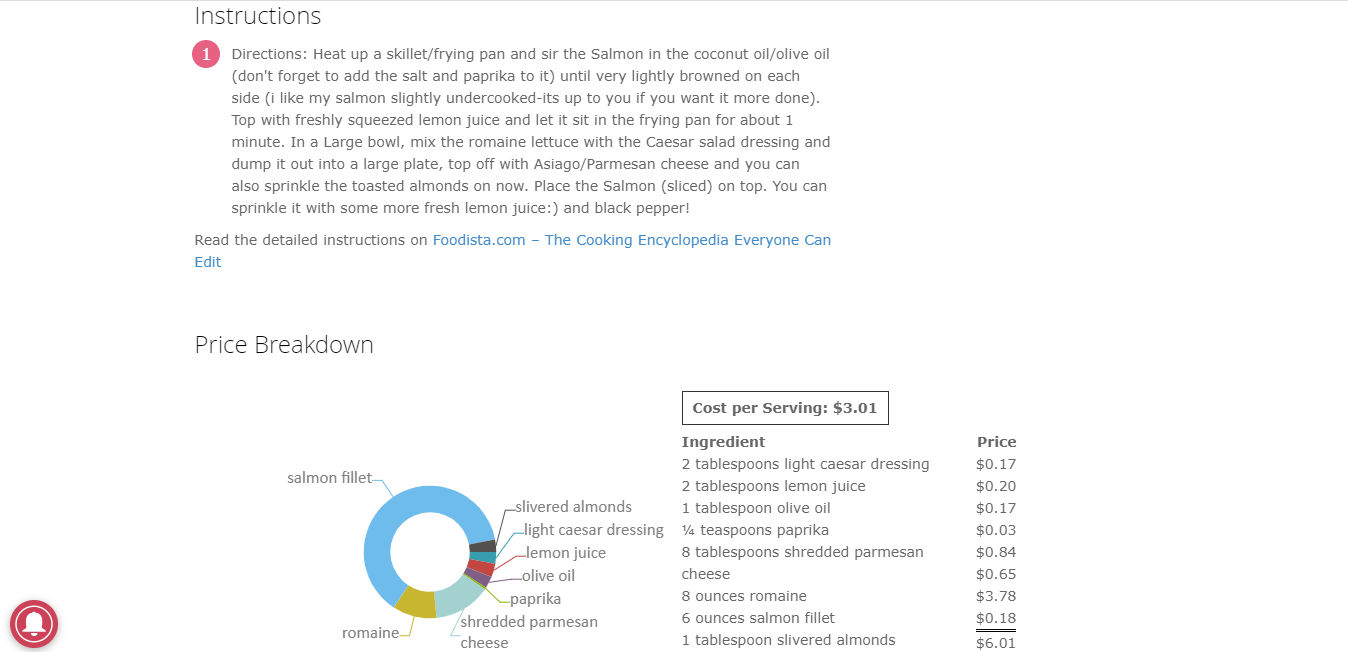 Instructions
1
Directions: Heat up a skillet/frying pan and sir the Salmon in the coconut oil/olive oil
(don't forget to add the salt and paprika to it) until very lightly browned on each
side (i like my salmon slightly undercooked-its up to you if you want it more done).
Top with freshly squeezed lemon juice and let it sit in the frying pan for about 1
minute. In a Large bowl, mix the romaine lettuce with the Caesar salad dressing and
dump it out into a large plate, top off with Asiago/Parmesan cheese and you can
also sprinkle the toasted almonds on now. Place the Salmon (sliced) on top. You can
sprinkle it with some more fresh lemon juice:) and black pepper!
Read the detailed instructions on Foodista.com – The Cooking Encyclopedia Everyone Can
Edit
Price Breakdown
salmon fillet
slivered almonds
light caesar dressing
lemon juice
olive oil
paprika
shredded parmesan
cheese
romaine
Cost per Serving: $3.01
Ingredient Price
2 tablespoons light caesar dressing $0.17
2 tablespoons lemon juice $0.20
1 tablespoon olive oil $0.17
¼ teaspoons paprika $0.03
8 tablespoons shredded parmesan $0.84
cheese $0.65
8 ounces romaine $3.78
6 ounces salmon fillet $0.18
1 tablespoon slivered almonds $6.01